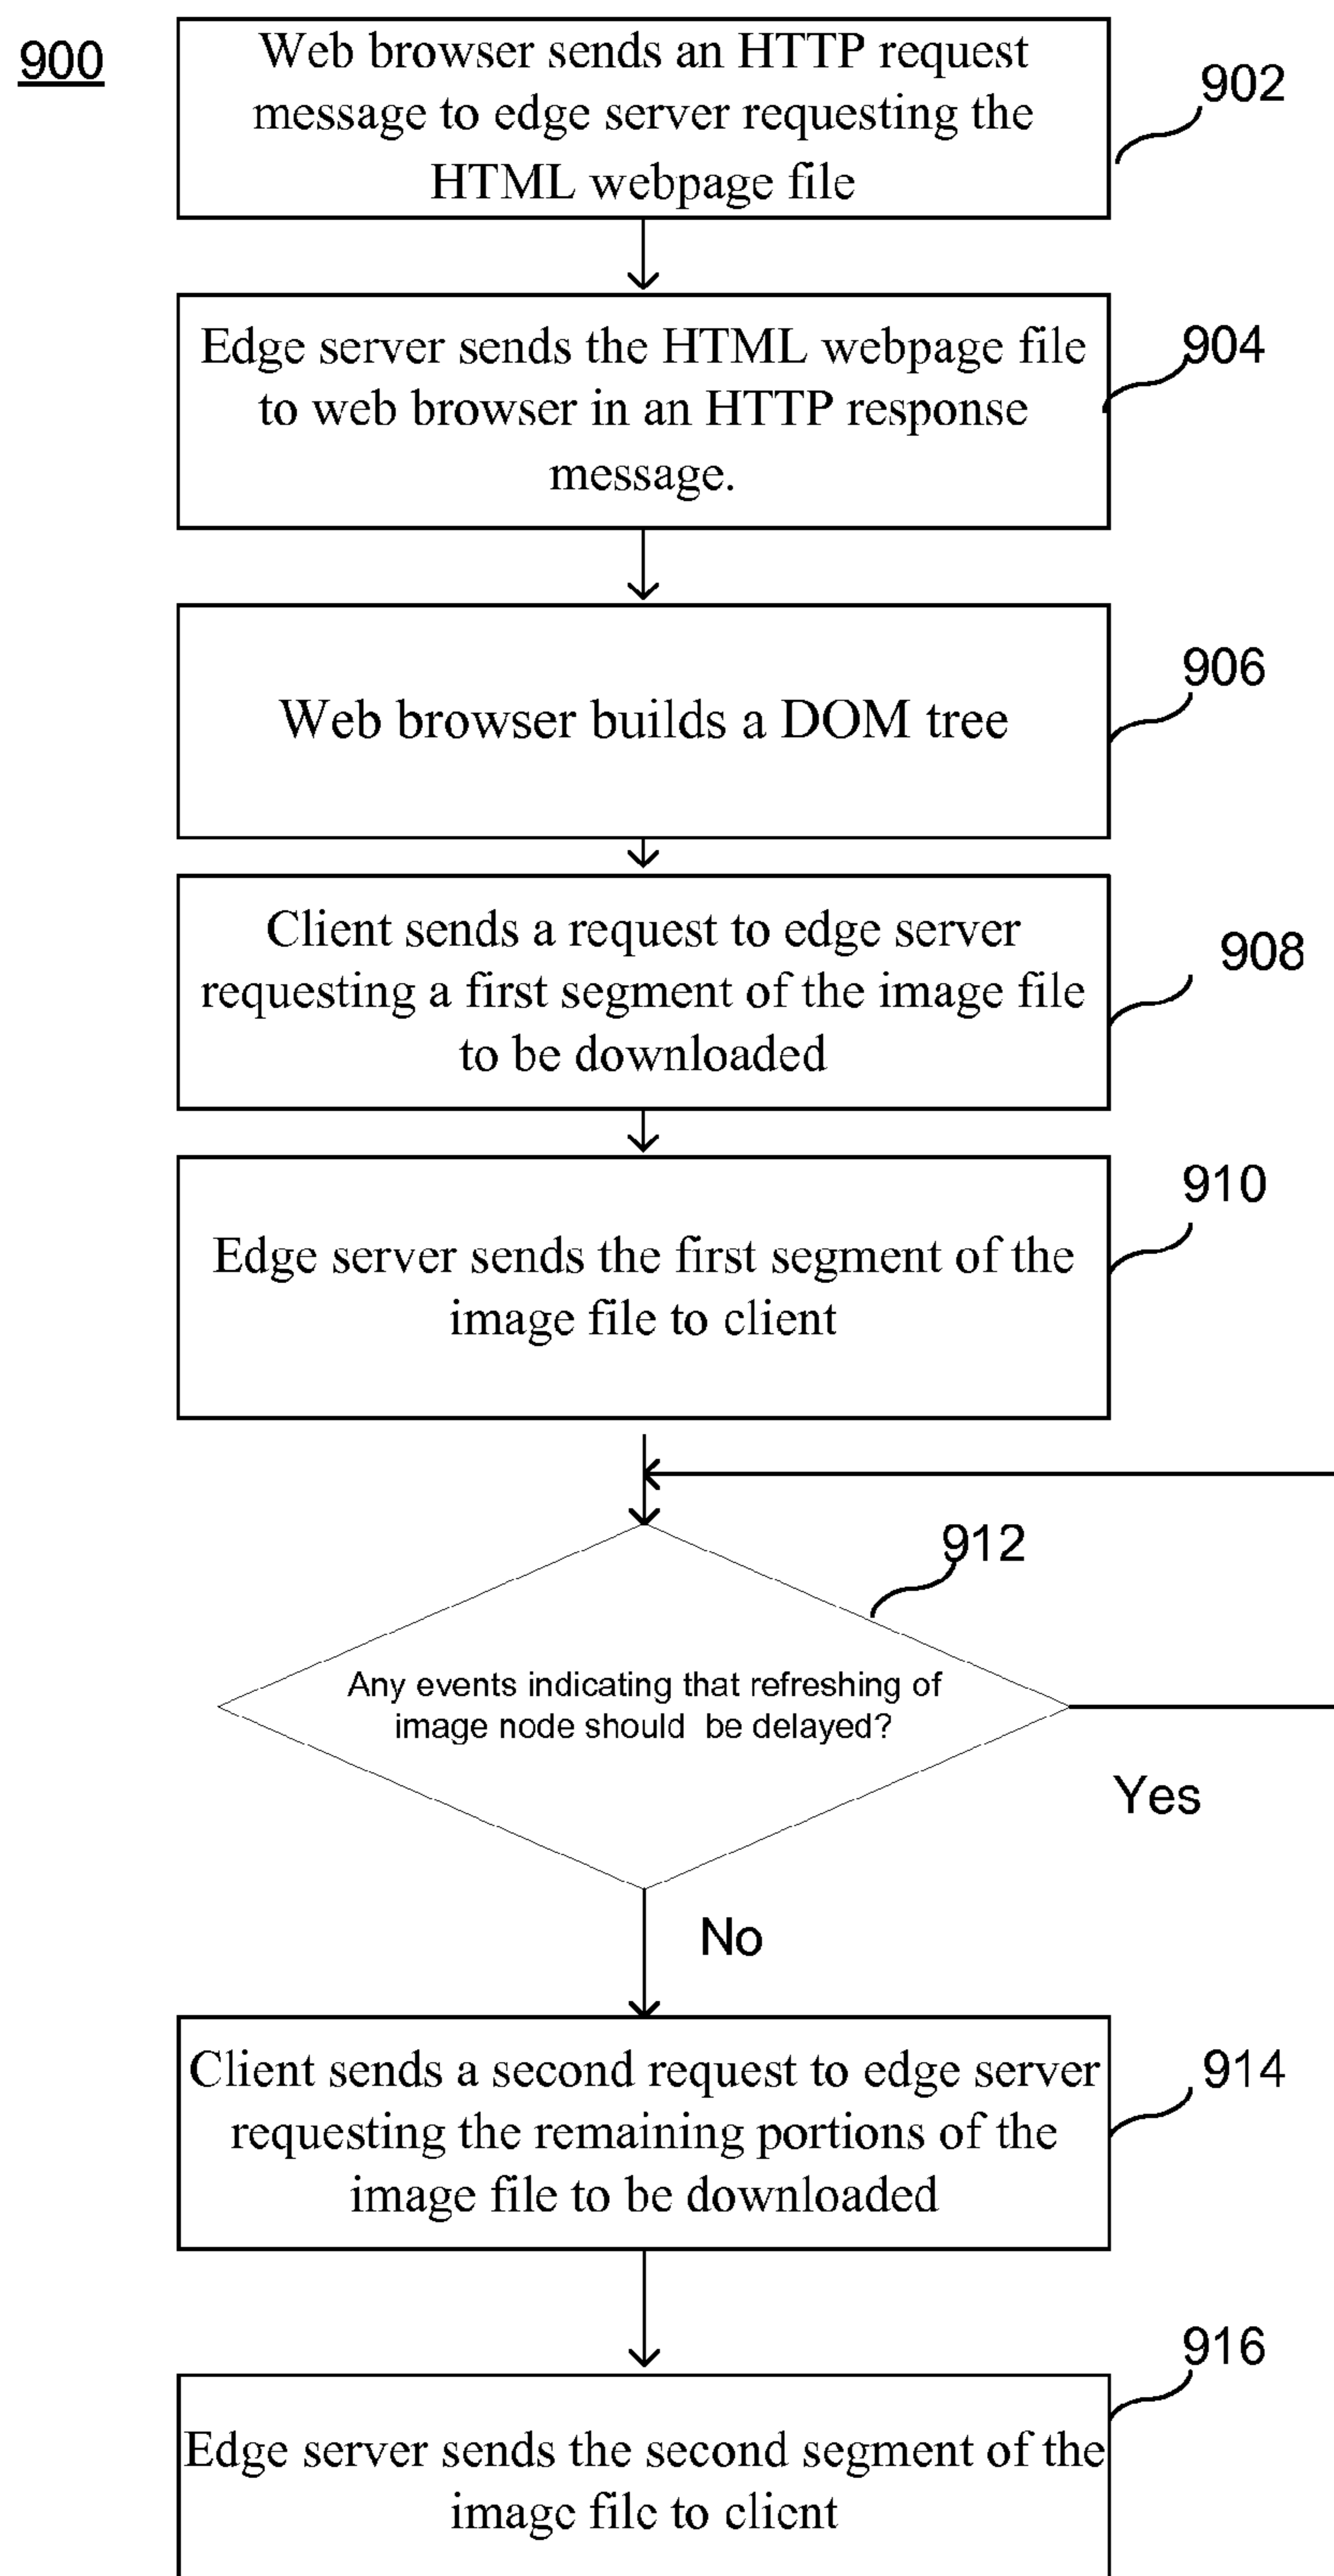 900
Web browser sends an HTTP request
message to edge server requesting the
HTML webpage file
902
Edge server sends the HTML webpage file
to web browser in an HTTP response
message.
904
Web browser builds a DOM tree
906
Client sends a request to edge server
requesting a first segment of the image file
to be downloaded
908
Edge server sends the first segment of the
image file to client
910
912
Any events indicating that refreshing of
image node should be delayed?
Yes
No
Client sends a second request to edge server
requesting the remaining portions of the
image file to be downloaded
914
Edge server sends the second segment of the
image file to client
916